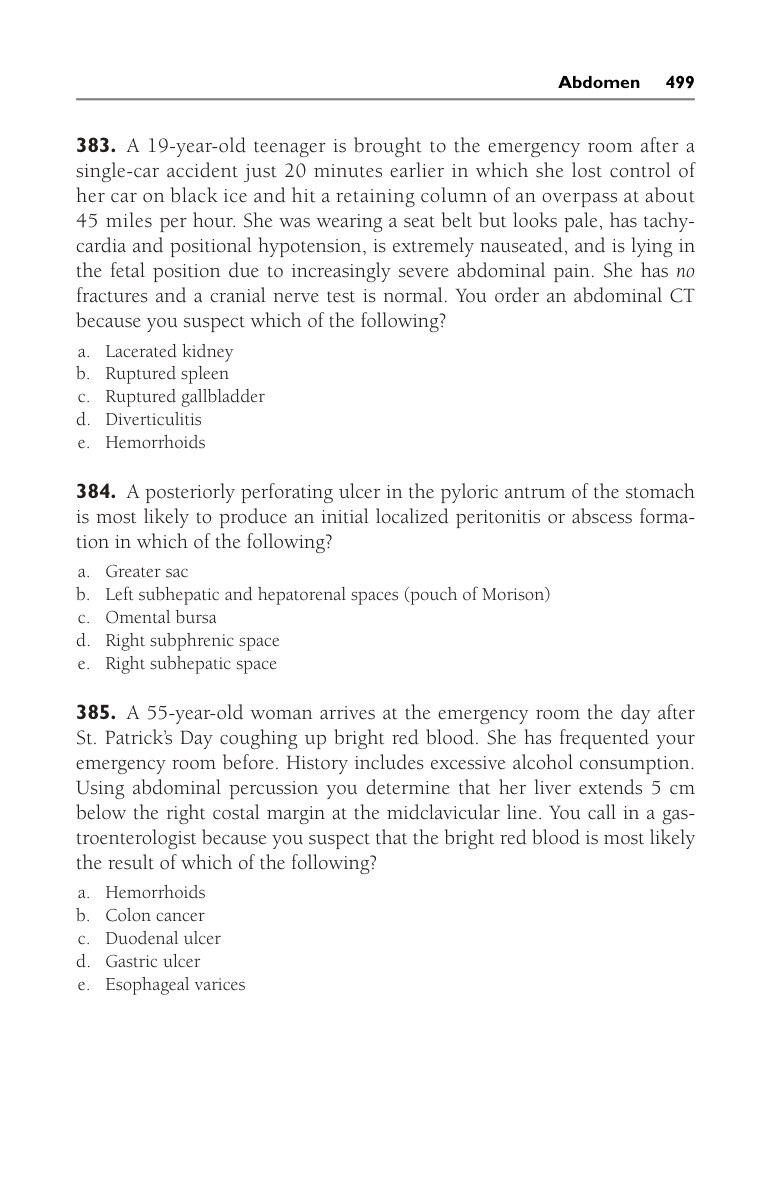 Abdomen 499
383. A 19-year-old teenager is brought to the emergency room after a
single-car accident just 20 minutes earlier in which she lost control of
her car on black ice and hit a retaining column of an overpass at about
45 miles per hour. She was wearing a seat belt but looks pale, has tachy-
cardia and positional hypotension, is extremely nauseated, and is lying in
the fetal position due to increasingly severe abdominal pain. She has no
fractures and a cranial nerve test is normal. You order an abdominal CT
because you suspect which of the following?
a. Lacerated kidney
b. Ruptured spleen
c. Ruptured gallbladder
d. Diverticulitis
e. Hemorrhoids
384. A posteriorly perforating ulcer in the pyloric antrum of the stomach
is most likely to produce an initial localized peritonitis or abscess forma-
tion in which of the following?
a. Greater sac
b. Left subhepatic and hepatorenal spaces (pouch of Morison)
c. Omental bursa
d. Right subphrenic space
e. Right subhepatic space
385. A 55-year-old woman arrives at the emergency room the day after
St. Patrick’s Day coughing up bright red blood. She has frequented your
emergency room before. History includes excessive alcohol consumption.
Using abdominal percussion you determine that her liver extends 5 cm
below the right costal margin at the midclavicular line. You call in a gas-
troenterologist because you suspect that the bright red blood is most likely
the result of which of the following?
a. Hemorrhoids
b. Colon cancer
c. Duodenal ulcer
d. Gastric ulcer
e. Esophageal varices